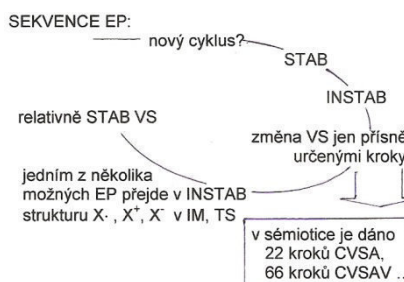 SEKVENCE EP:
nový cyklus?
STAB
INSTAB
relativně STAB VS
změna VS jen přísně
určenými kroky
jedním z několika
možných EP přejde v INSTAB
strukturu X· , X⁺, X⁻ v IM, TS
v sémiotice je dáno
22 kroků CVSA,
66 kroků CVSAV ..